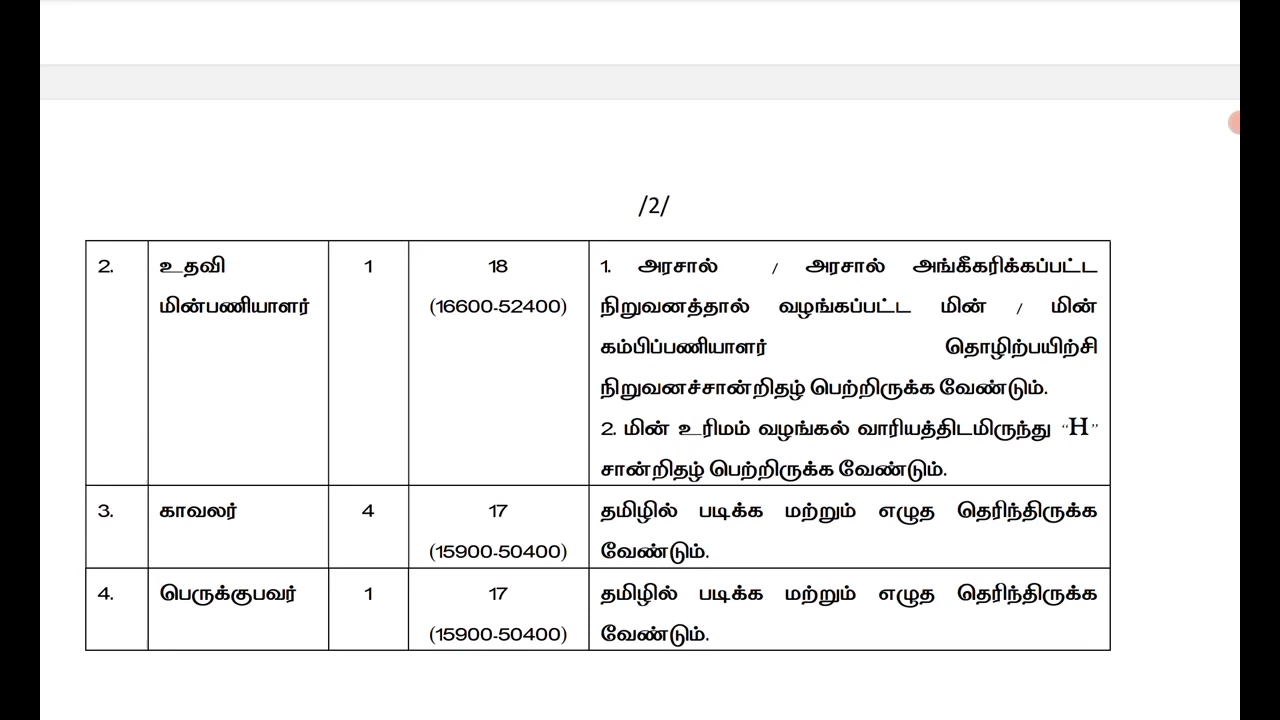 /2/
2. உதவி 1 18 1. அரசால் / அரசால் அங்கீகரிக்கப்பட்ட
மின்பணியாளர் (16600-52400) நிறுவனத்தால் வழங்கப்பட்ட மின் / மின்
கம்பிப்பணியாளர் தொழிற்பயிற்சி
நிறுவனச்சான்றிதழ் பெற்றிருக்க வேண்டும்.
2. மின் உரிமம் வழங்கல் வாரியத்திடமிருந்து “H”
சான்றிதழ் பெற்றிருக்க வேண்டும்.
3. காவலர் 4 17 தமிழில் படிக்க மற்றும் எழுத தெரிந்திருக்க
(15900-50400) வேண்டும்.
4. பெருக்குபவர் 1 17 தமிழில் படிக்க மற்றும் எழுத தெரிந்திருக்க
(15900-50400) வேண்டும்.